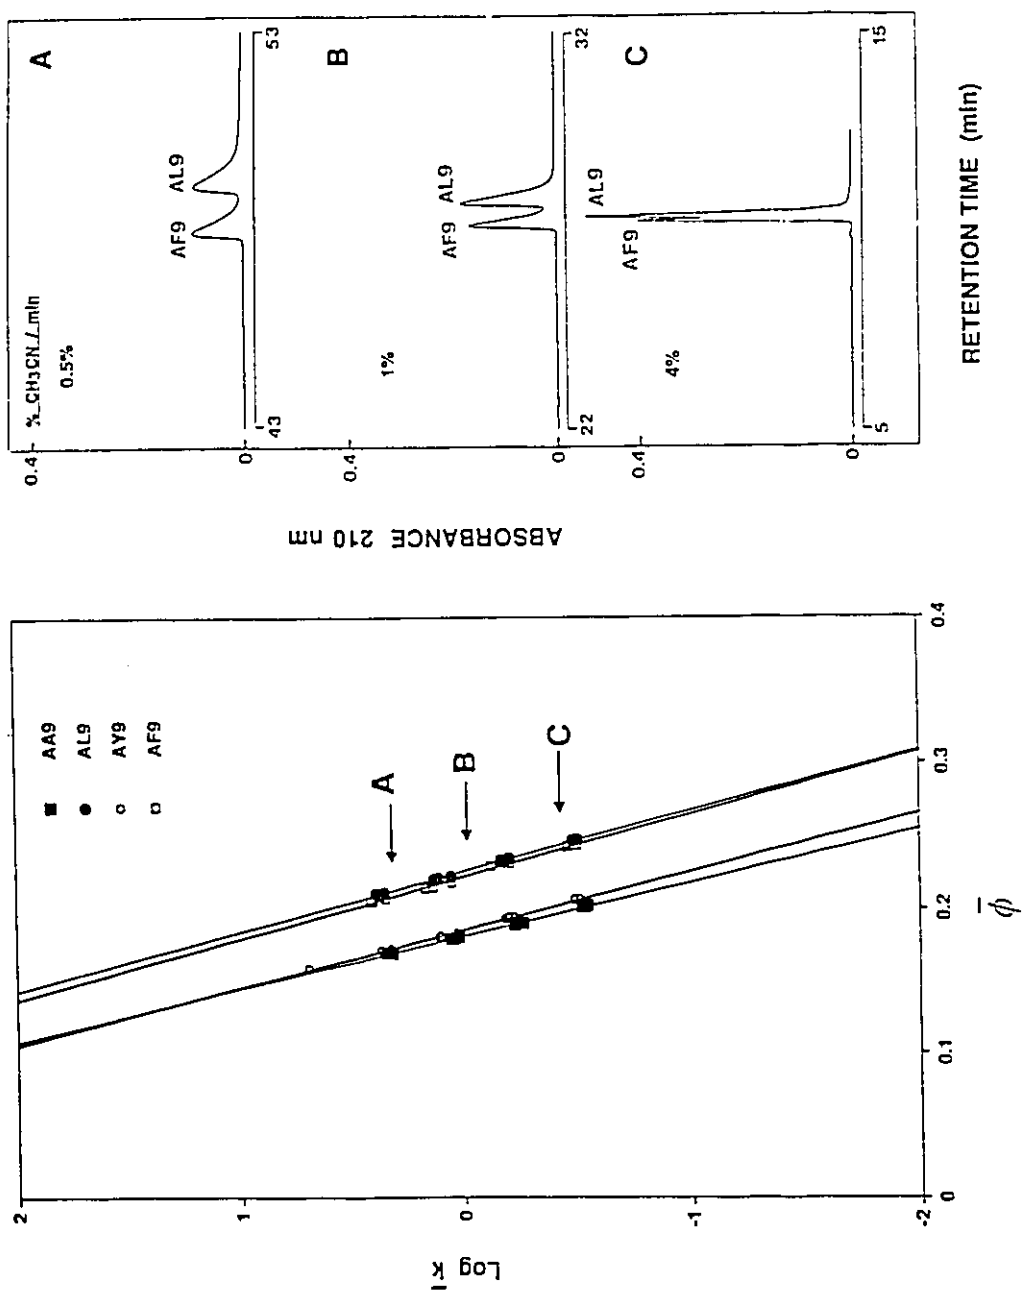 2
1
0
-1
-2
Log k̅
0
0.1
0.2
0.3
0.4
ϕ̅
■ AA9
● AL9
○ AY9
□ AF9
A
B
C
ABSORBANCE 210 nm
0.4
0
%_CH₃CN_/_min
0.5%
A
AF9
AL9
43
53
0.4
0
1%
B
AF9
AL9
22
32
0.4
0
4%
C
AF9
AL9
5
15
RETENTION TIME (min)